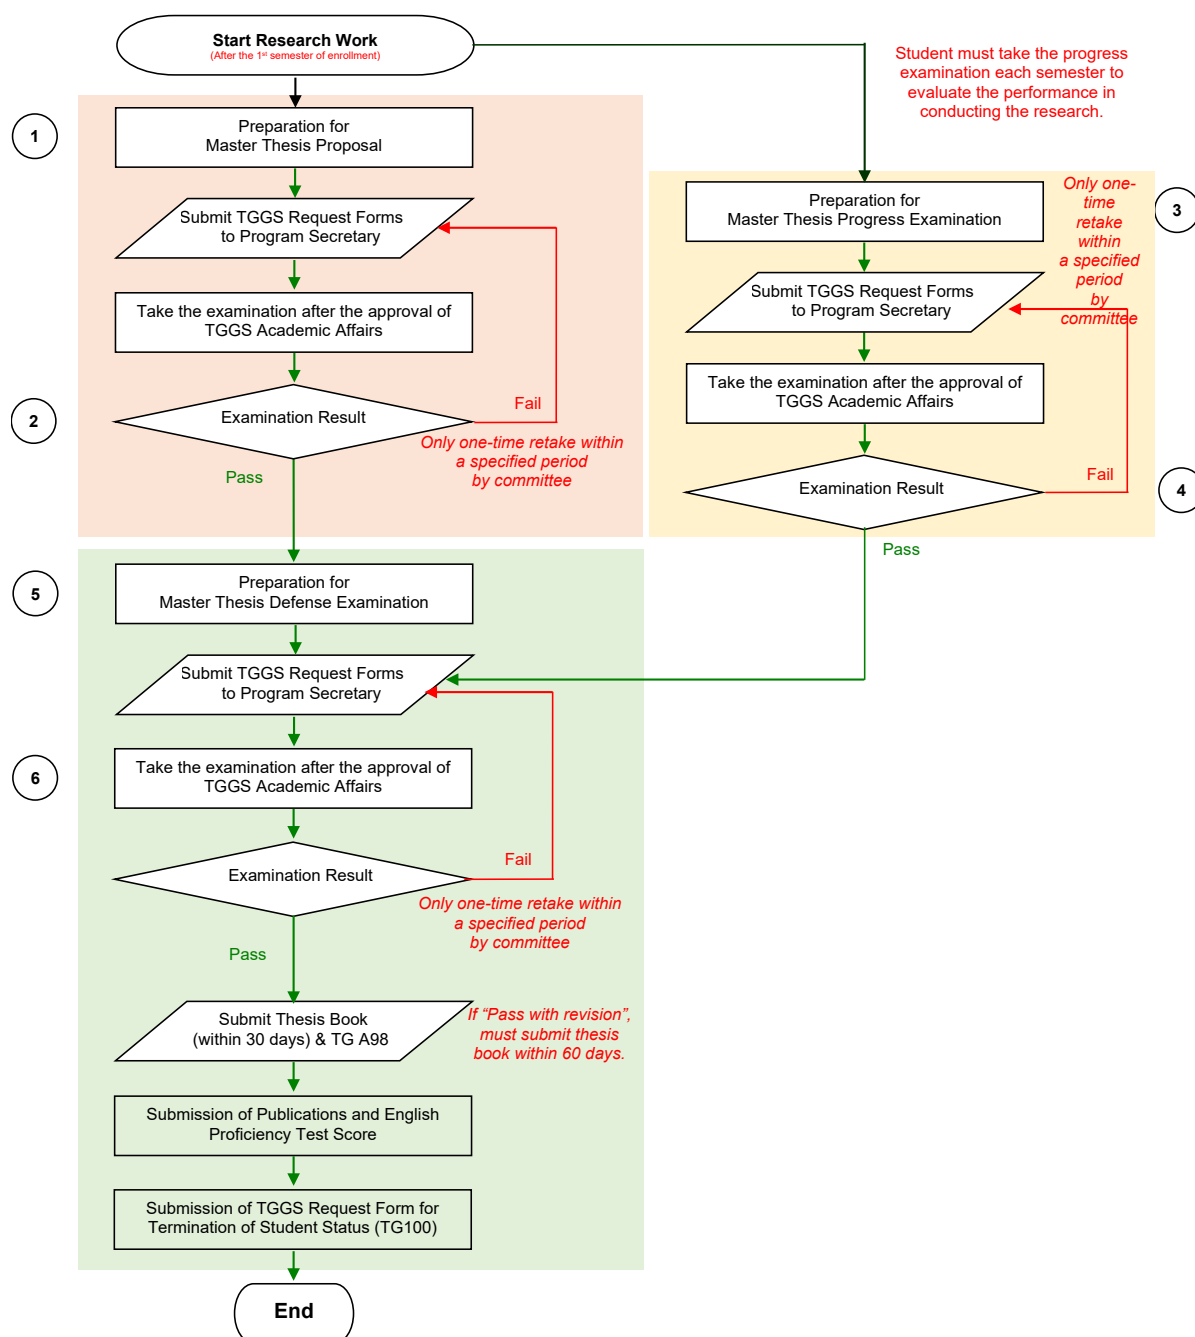 Start Research Work
(After the 1st semester of enrollment)
Student must take the progress
examination each semester to
evaluate the performance in
conducting the research.
1
Preparation for
Master Thesis Proposal
Submit TGGS Request Forms
to Program Secretary
Take the examination after the approval of
TGGS Academic Affairs
2
Examination Result
Fail
Only one-time retake within
a specified period
by committee
Pass
3
Preparation for
Master Thesis Progress Examination
Only one-
time
retake
within
a specified
period
by
committee
Submit TGGS Request Forms
to Program Secretary
Take the examination after the approval of
TGGS Academic Affairs
4
Examination Result
Fail
Pass
5
Preparation for
Master Thesis Defense Examination
Submit TGGS Request Forms
to Program Secretary
6
Take the examination after the approval of
TGGS Academic Affairs
Examination Result
Fail
Only one-time retake within
a specified period
by committee
Pass
Submit Thesis Book
(within 30 days) & TG A98
If “Pass with revision”,
must submit thesis
book within 60 days.
Submission of Publications and English
Proficiency Test Score
Submission of TGGS Request Form for
Termination of Student Status (TG100)
End